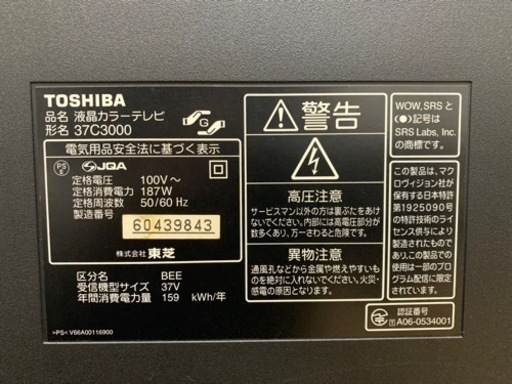 TOSHIBA
品名 液晶カラーテレビ
形名 37C3000
G
電気用品安全法に基づく表示
PS
E
JQA
定格電圧 100V～
定格消費電力 187W
定格周波数 50/60 Hz
製造番号 60439843
株式会社 東芝
区分名 BEE
受信機型サイズ 37V
年間消費電力量 159 kWh/年
>PS< V66A00116900
警告
高圧注意
サービスマン以外の方は裏ぶたをあけ
ないでください。内部には高電圧部分が
数多くあり、万一さわると危険です。
異物注意
通風孔などから金属や燃えやすいもの
を絶対に入れないでください。火災・
感電の原因となります。
WOW, SRSと
(●)記号は
SRS Labs, Inc.
の商標です。
この製品は、マク
ロヴィジョン社が
保有する日本特許
第1925090号
の特許技術のライ
センスに基づいて
製造されており、
この製品での
使用は一部のプロ
グラム配信に限定
されています。
認証番号
T A06-0534001